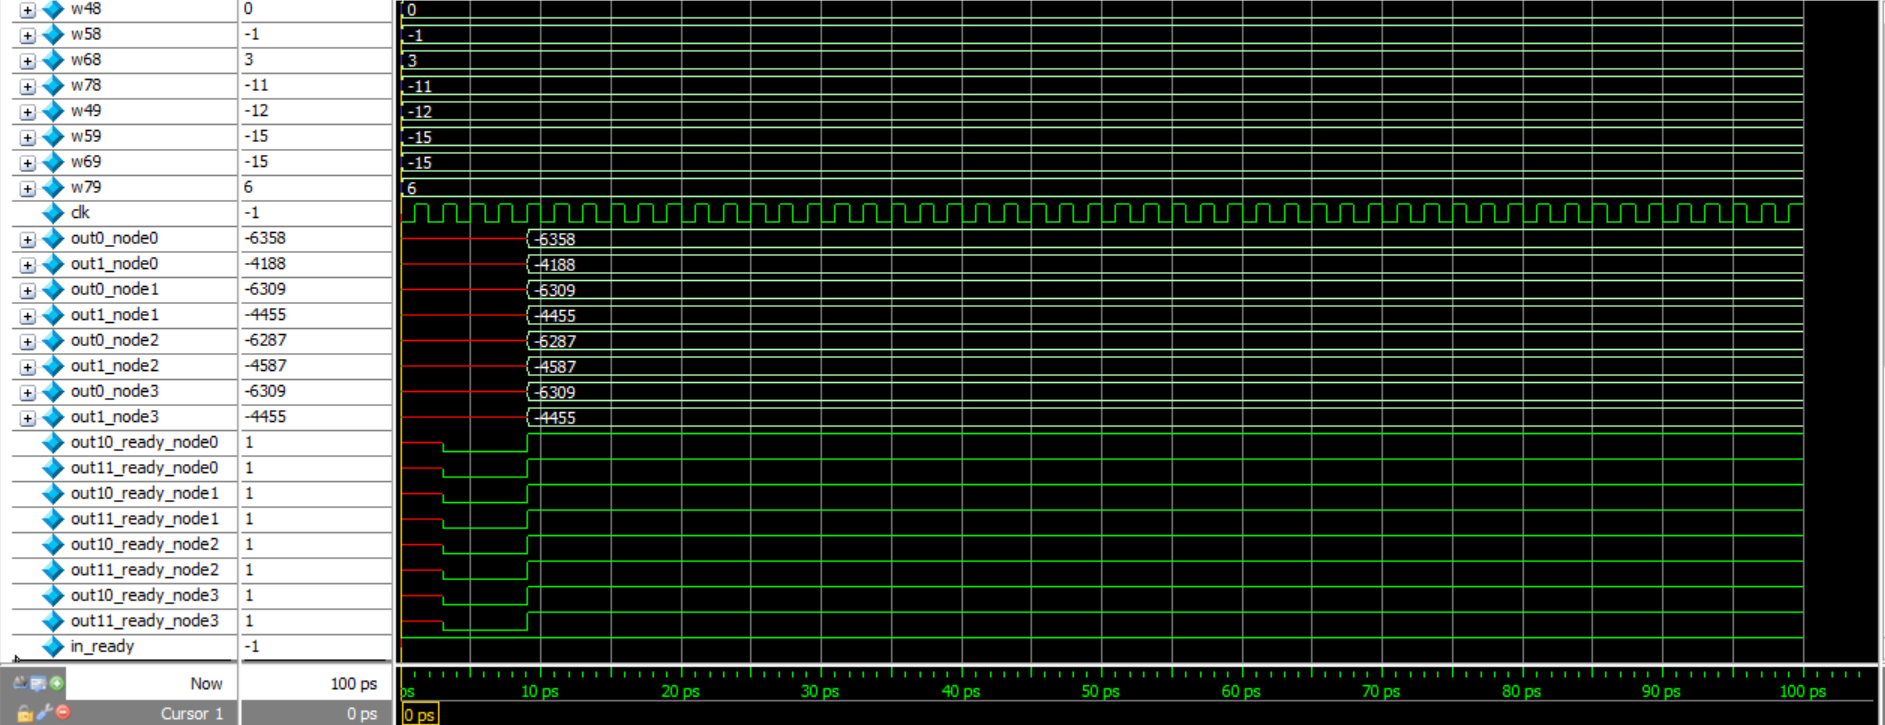 w48 0 0
w58 -1 -1
w68 3 3
w78 -11 -11
w49 -12 -12
w59 -15 -15
w69 -15 -15
w79 6 6
clk -1
out0_node0 -6358 -6358
out1_node0 -4188 -4188
out0_node1 -6309 -6309
out1_node1 -4455 -4455
out0_node2 -6287 -6287
out1_node2 -4587 -4587
out0_node3 -6309 -6309
out1_node3 -4455 -4455
out10_ready_node0 1
out11_ready_node0 1
out10_ready_node1 1
out11_ready_node1 1
out10_ready_node2 1
out11_ready_node2 1
out10_ready_node3 1
out11_ready_node3 1
in_ready -1
Now 100 ps ps 10 ps 20 ps 30 ps 40 ps 50 ps 60 ps 70 ps 80 ps 90 ps 100 ps
Cursor 1 0 ps 0 ps